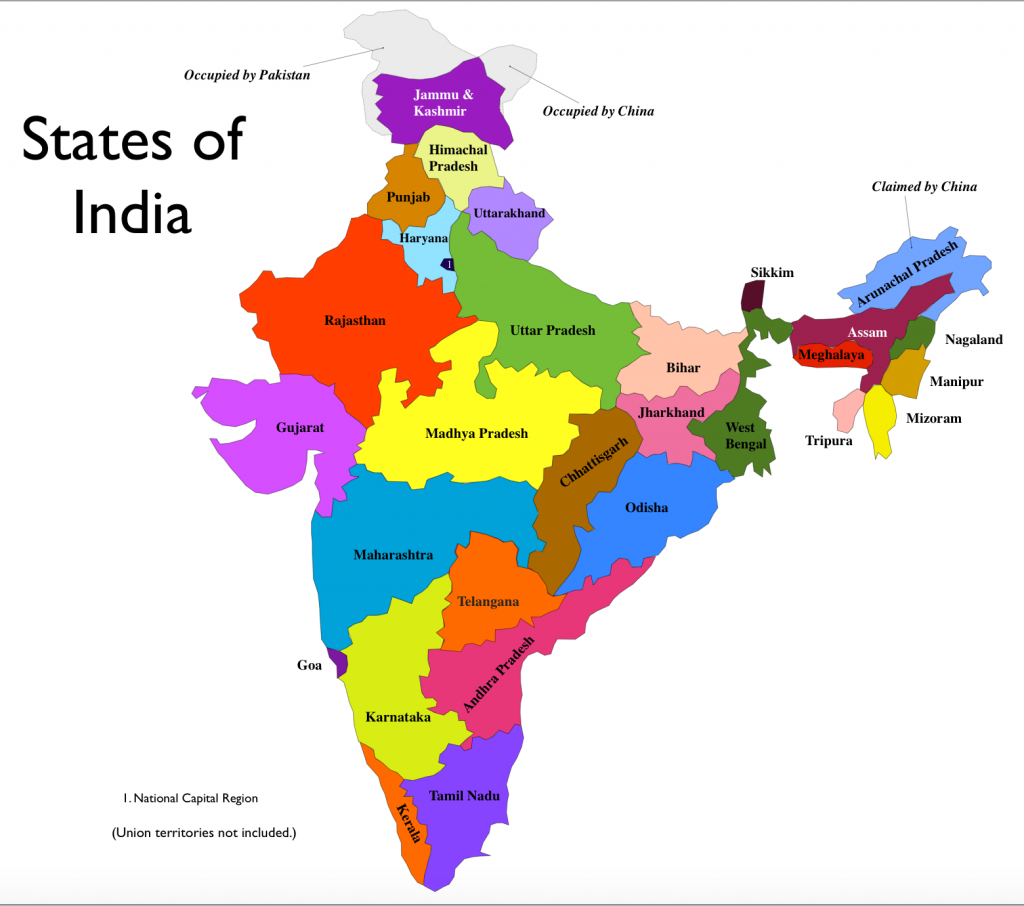 States of
India
Occupied by Pakistan
Occupied by China
Jammu &
Kashmir
Himachal
Pradesh
Punjab
Uttarakhand
Claimed by China
Haryana
1
Arunachal Pradesh
Sikkim
Rajasthan
Uttar Pradesh
Assam
Nagaland
Meghalaya
Bihar
Manipur
Jharkhand
Mizoram
Gujarat
Madhya Pradesh
West
Bengal
Tripura
Chhattisgarh
Odisha
Maharashtra
Telangana
Goa
Andhra Pradesh
Karnataka
Tamil Nadu
Kerala
1. National Capital Region
(Union territories not included.)